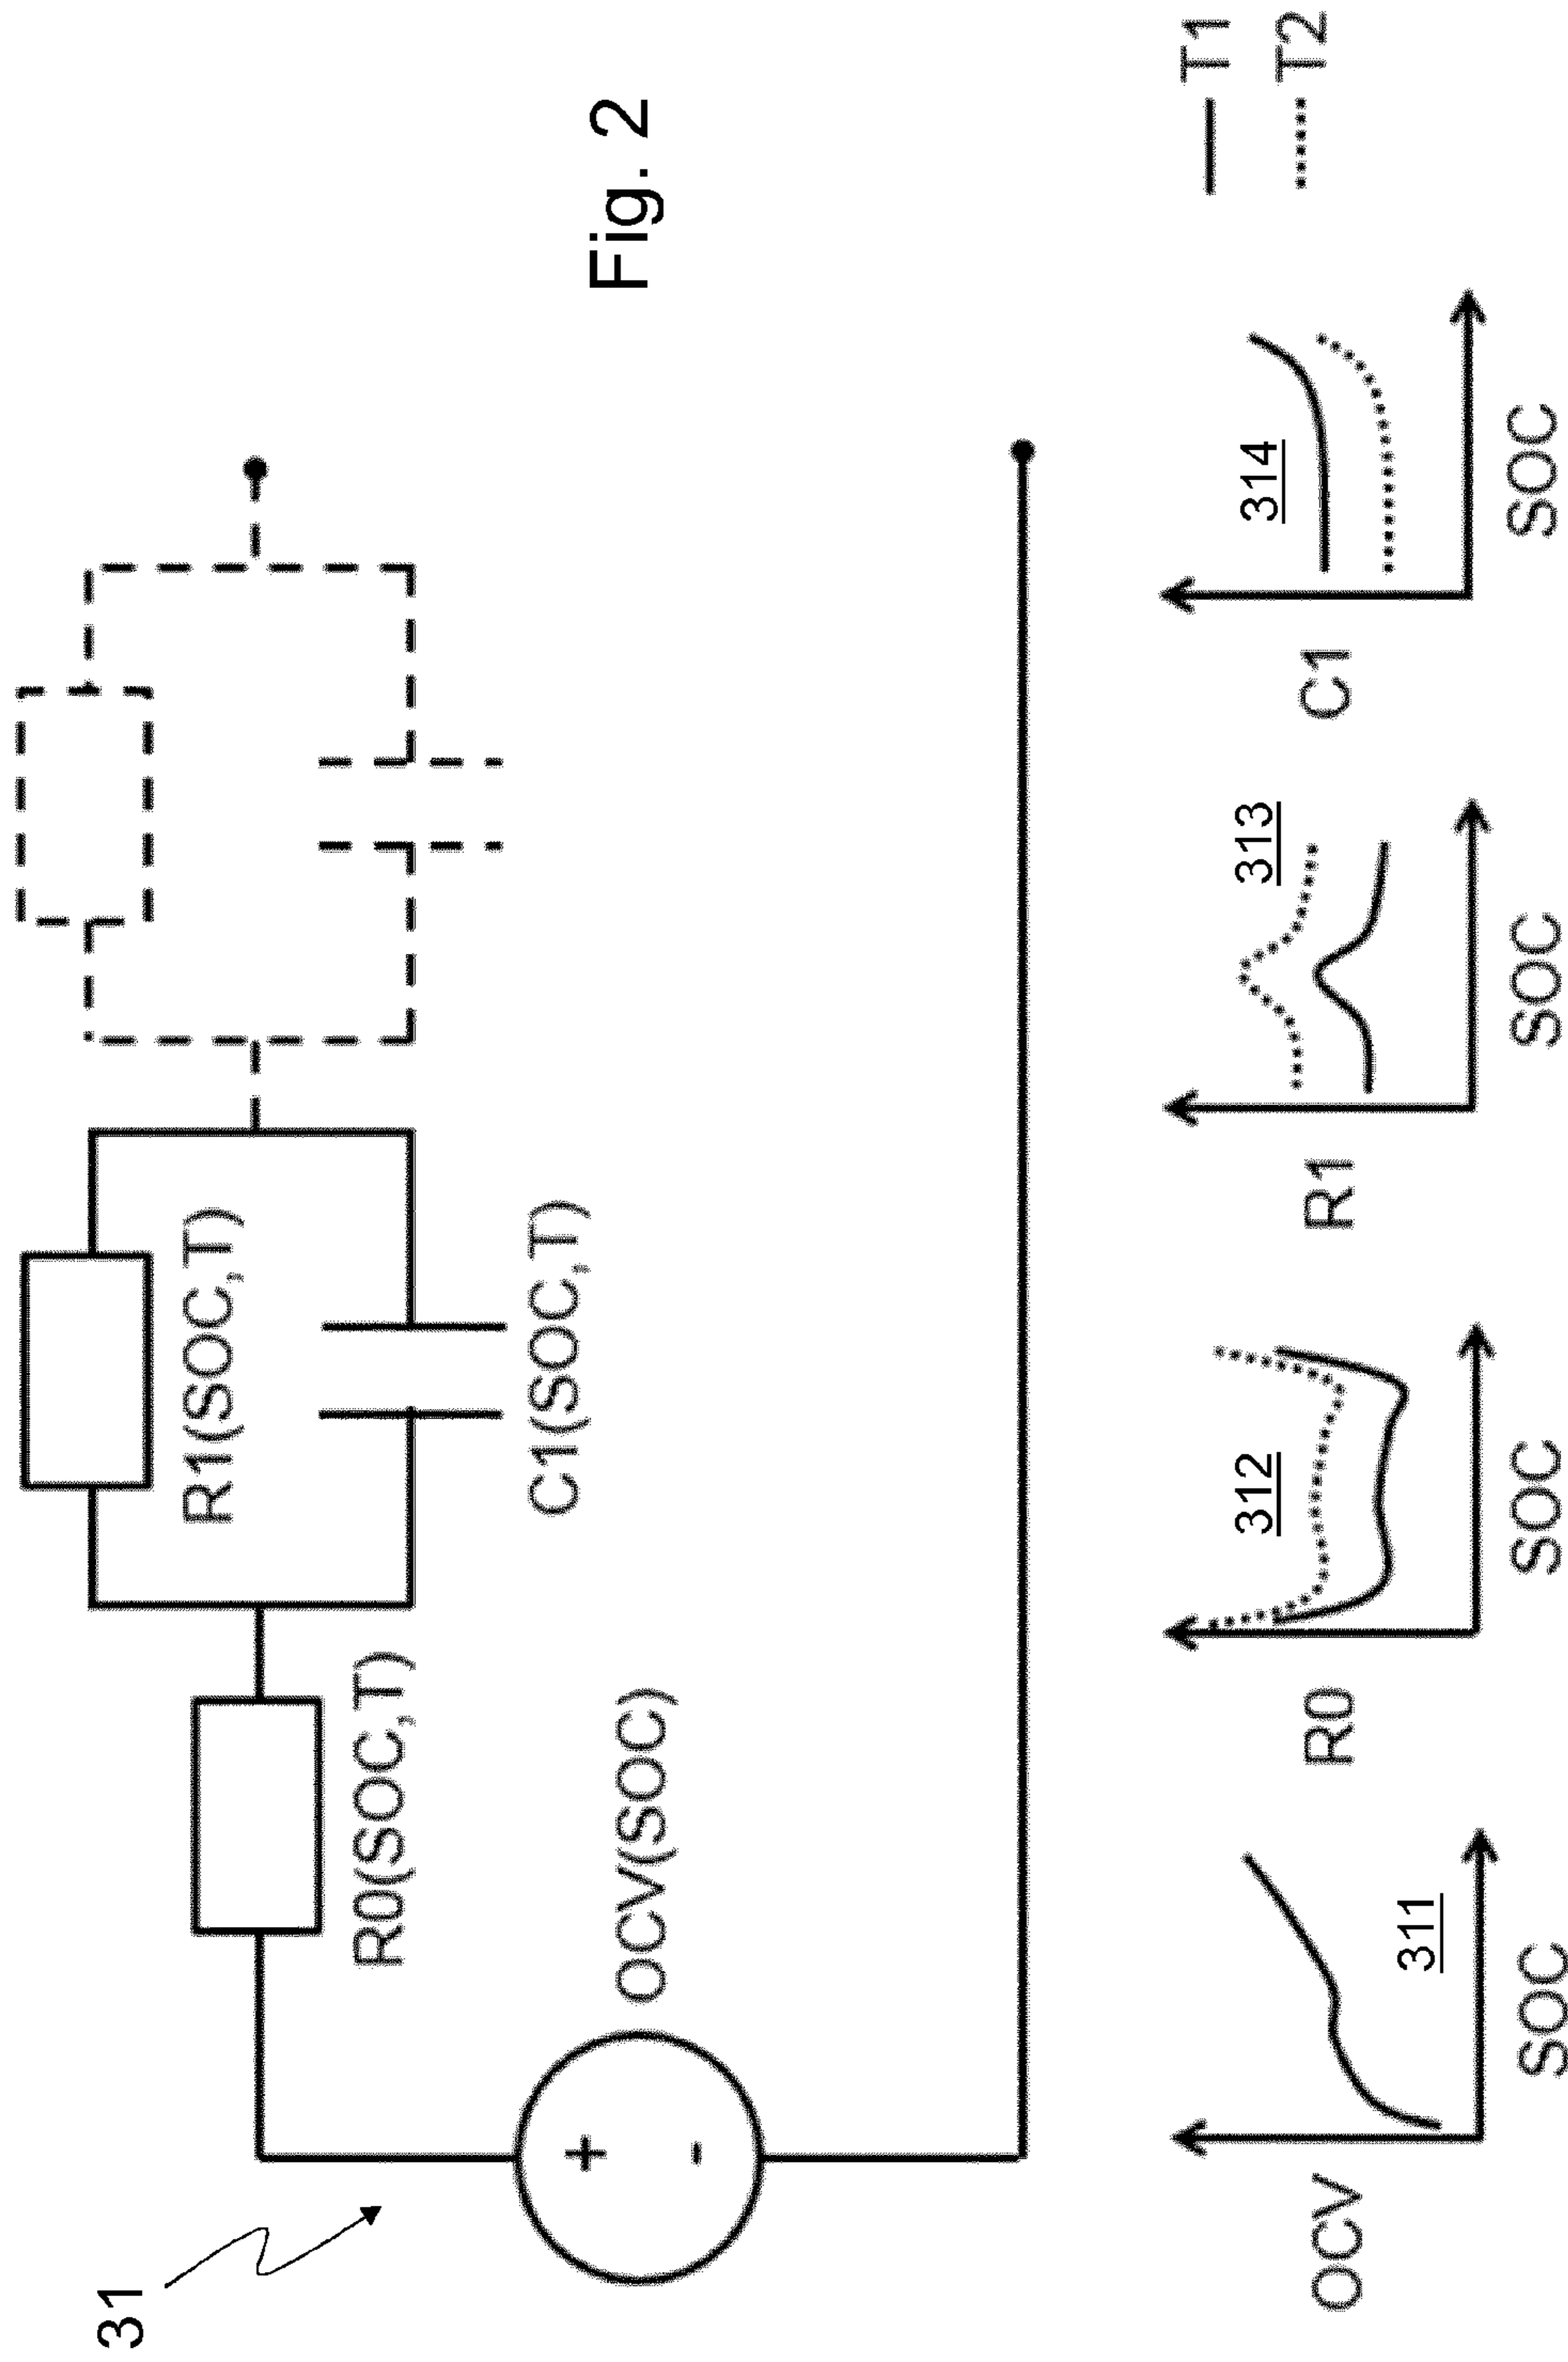 31
R1(SOC,T)
R0(SOC,T)
C1(SOC,T)
OCV(SOC)
+
-
Fig. 2
OCV
311
SOC
R0
312
SOC
R1
313
SOC
C1
314
SOC
T1
T2